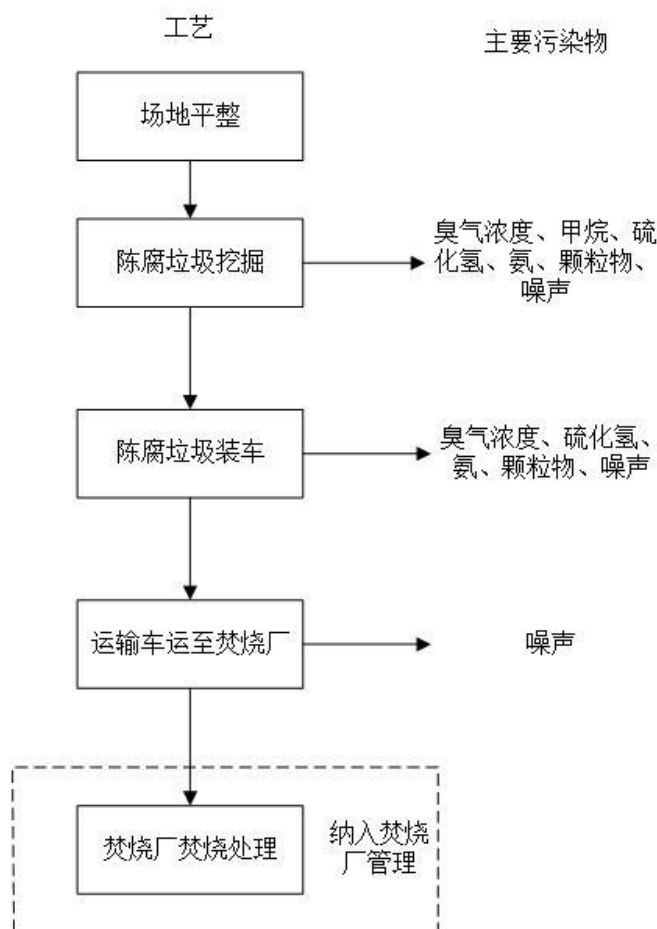 工艺
主要污染物
场地平整
陈腐垃圾挖掘
臭气浓度、甲烷、硫
化氢、氨、颗粒物、
噪声
陈腐垃圾装车
臭气浓度、硫化氢、
氨、颗粒物、噪声
运输车运至焚烧厂
噪声
焚烧厂焚烧处理
纳入焚烧
厂管理